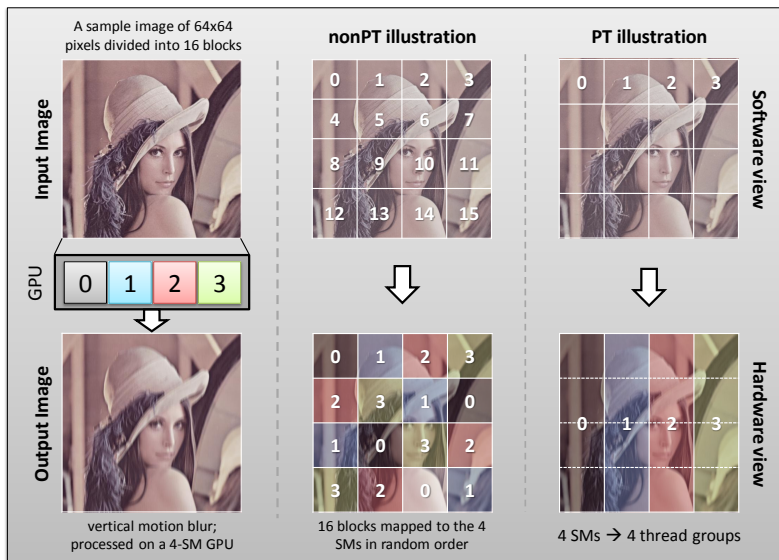 A sample image of 64x64
pixels divided into 16 blocks
Input Image
GPU
0 1 2 3
Output Image
vertical motion blur;
processed on a 4-SM GPU
nonPT illustration
0 1 2 3
4 5 6 7
8 9 10 11
12 13 14 15
0 1 2 3
2 3 1 0
1 0 3 2
3 2 0 1
16 blocks mapped to the 4
SMs in random order
PT illustration
0 1 2 3
Software view
0 1 2 3
Hardware view
4 SMs → 4 thread groups